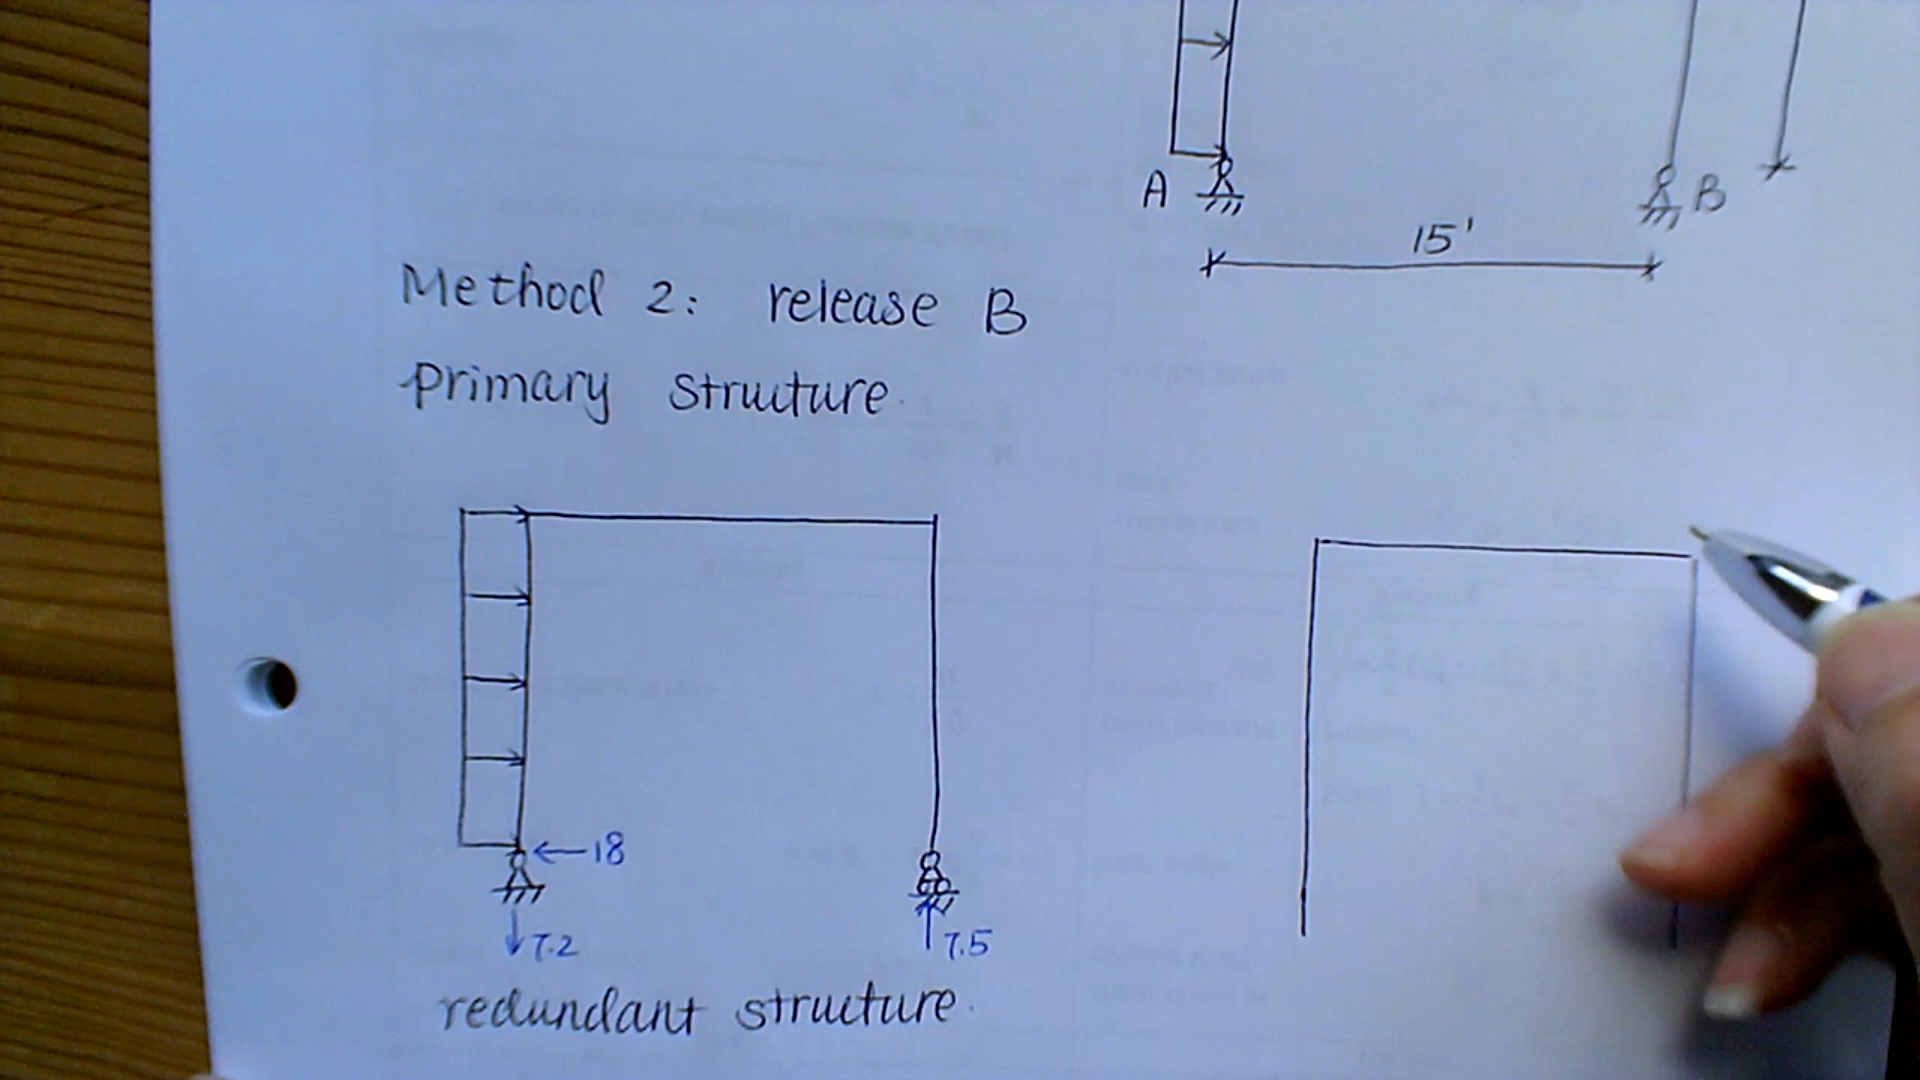 A
B
15'
Method 2: release B
primary structure.
18
7.2
7.5
redundant structure.